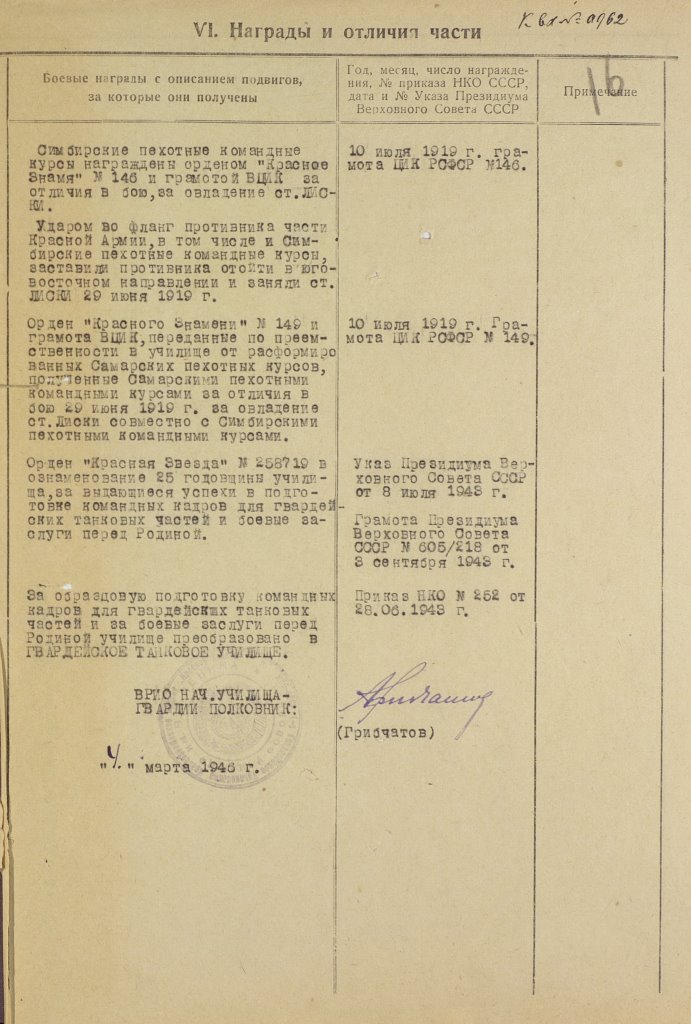 К вх № 0962
VI. Награды и отличия части
Боевые награды с описанием подвигов,
за которые они получены
Год, месяц, число награжде-
ния, № приказа НКО СССР,
дата и № Указа Президиума
Верховного Совета СССР
Примечание
16
Симбирские пехотные командные
курсы награждены орденом "Красное
Знамя" № 146 и грамотой ВЦИК за
отличия в бою,за овладение ст.ЛИС-
КИ.
10 июля 1919 г. гра-
мота ЦИК РСФСР №146.
Ударом во фланг противника части
Красной Армии,в том числе и Сим-
бирские пехотные командные курсы,
заставили противника отойти в юго-
восточном направлении и заняли ст.
ЛИСКИ 29 июня 1919 г.
Орден "Красного Знамени" № 149 и
грамота ВЦИК,переданные по преем-
ственности в училище от расформиро
ванных Самарских пехотных курсов,
полученные Самарскими пехотными
командными курсами за отличия в
бою 29 июня 1919 г. за овладение
ст.Лиски совместно с Симбирскими
пехотными командными курсами.
10 июля 1919 г. Гра-
мота ЦИК РСФСР № 149.
Орден "Красная Звезда" № 258719 в
ознаменование 25 годовщины учили-
ща,за выдающиеся успехи в подго-
товке командных кадров для гвардей-
ских танковых частей и боевые за-
слуги перед Родиной.
Указ Президиума Вер-
ховного Совета СССР
от 8 июля 1943 г.
Грамота Президиума
Верховного Совета
СССР № 605/218 от
3 сентября 1943 г.
За образдовую подготовку командных
кадров для гвардейских танковых
частей и за боевые заслуги перед
Родиной училище преобразовано в
ГВАРДЕЙСКОЕ ТАНКОВОЕ УЧИЛИЩЕ.
Приказ НКО № 252 от
28.06.1943 г.
ВРИО НАЧ.УЧИЛИЩА-
ГВАРДИИ ПОЛКОВНИК:
(Грибчатов)
"4." марта 1946 г.